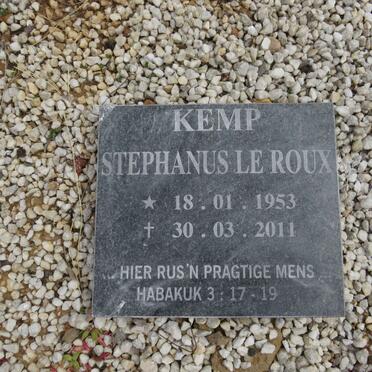 KEMP
STEPHANUS LE ROUX
★ 18 . 01 . 1953
† 30 . 03 . 2011
... HIER RUS 'N PRAGTIGE MENS ...
HABAKUK 3 : 17 - 19